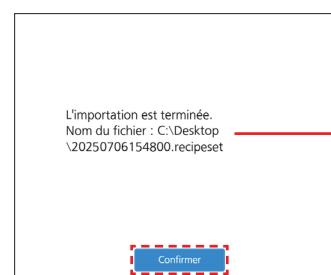 L'importation est terminée.
Nom du fichier : C:\Desktop
\20250706154800.recipeset
Confirmer